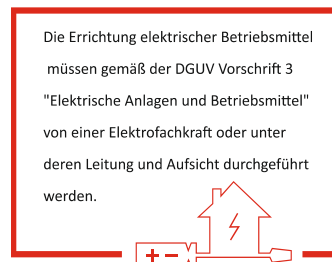 Die Errichtung elektrischer Betriebsmittel
müssen gemäß der DGUV Vorschrift 3
"Elektrische Anlagen und Betriebsmittel"
von einer Elektrofachkraft oder unter
deren Leitung und Aufsicht durchgeführt
werden.